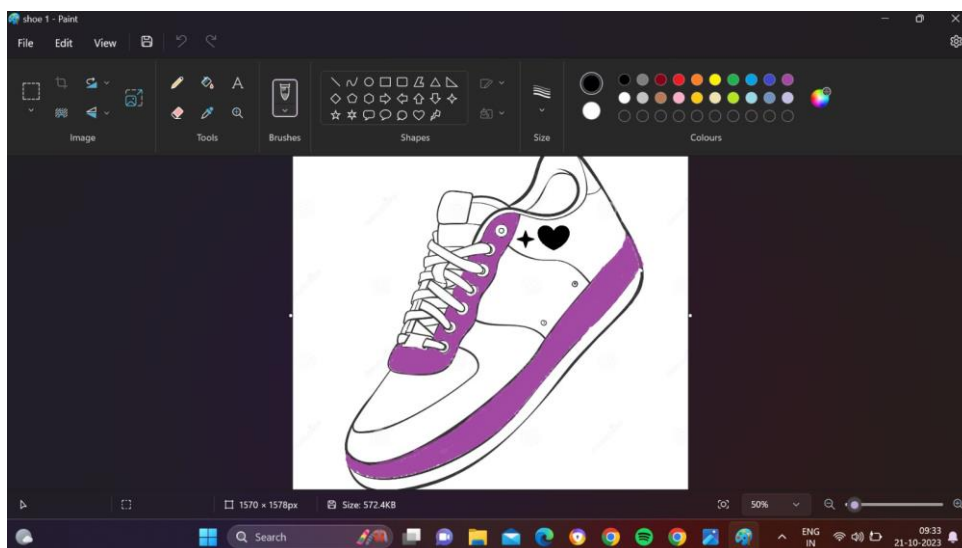 shoe 1 - Paint
File Edit View
A
Image Tools Brushes Shapes Size Colours
1570 × 1578px Size: 572.4KB 50%
Search ENG 09:33
IN 21-10-2023